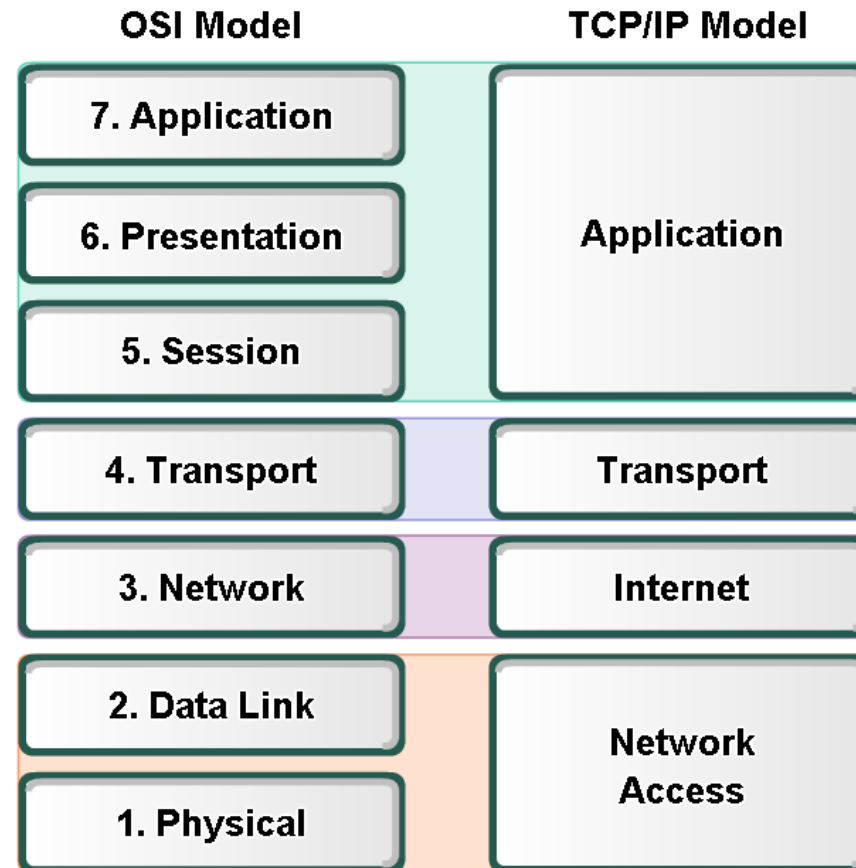 OSI Model
TCP/IP Model
7. Application
6. Presentation
5. Session
Application
4. Transport
Transport
3. Network
Internet
2. Data Link
1. Physical
Network
Access